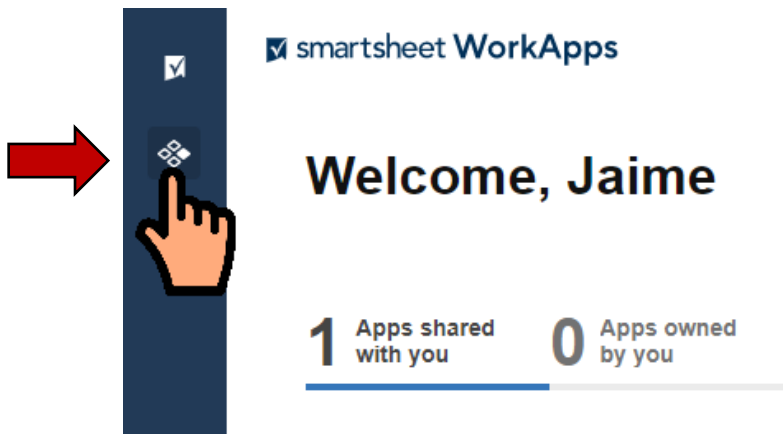 smartsheet WorkApps
Welcome, Jaime
1 Apps shared with you
0 Apps owned by you